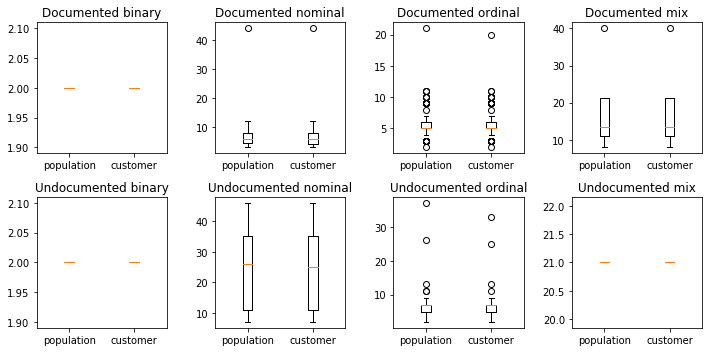 Documented binary
2.10
2.05
2.00
1.95
1.90
population customer
Documented nominal
40
30
20
10
population customer
Documented ordinal
20
15
10
5
population customer
Documented mix
40
30
20
10
population customer
Undocumented binary
2.10
2.05
2.00
1.95
1.90
population customer
Undocumented nominal
40
30
20
10
population customer
Undocumented ordinal
30
20
10
population customer
Undocumented mix
22.0
21.5
21.0
20.5
20.0
population customer